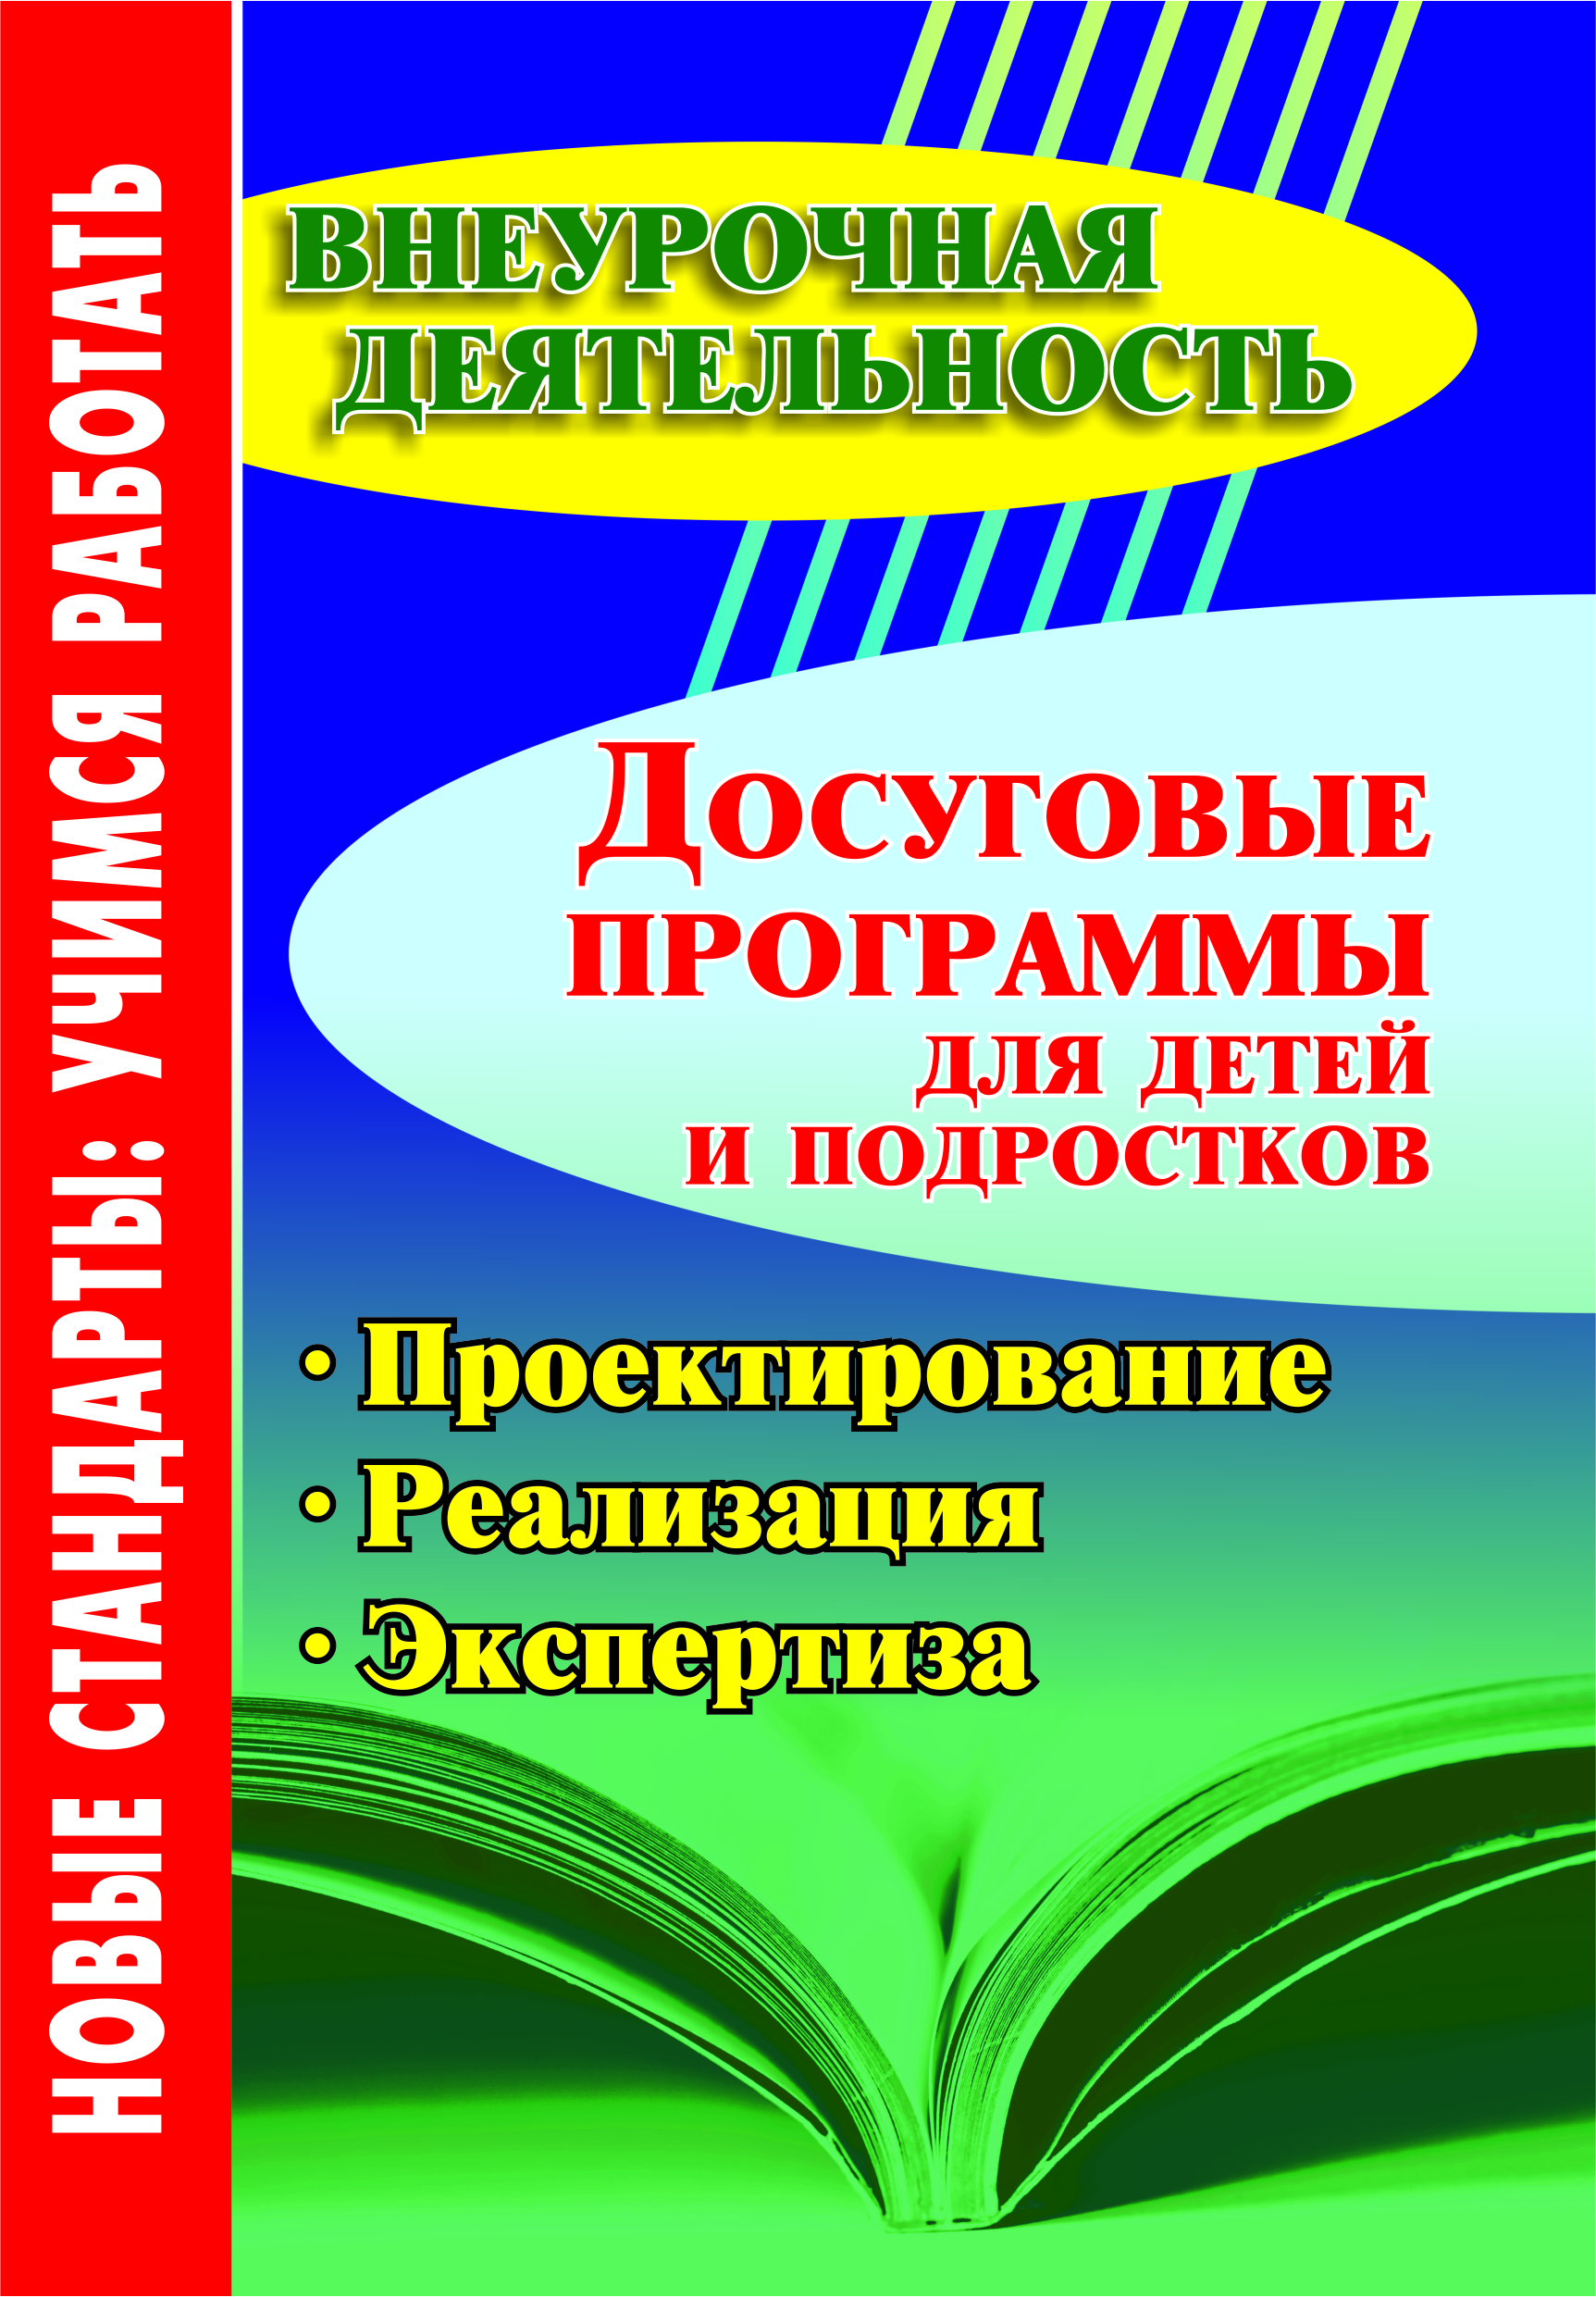 НОВЫЕ СТАНДАРТЫ: УЧИМСЯ РАБОТАТЬ
ВНЕУРОЧНАЯ
ДЕЯТЕЛЬНОСТЬ
ДОСУГОВЫЕ
ПРОГРАММЫ
ДЛЯ ДЕТЕЙ
И ПОДРОСТКОВ
• Проектирование
• Реализация
• Экспертиза